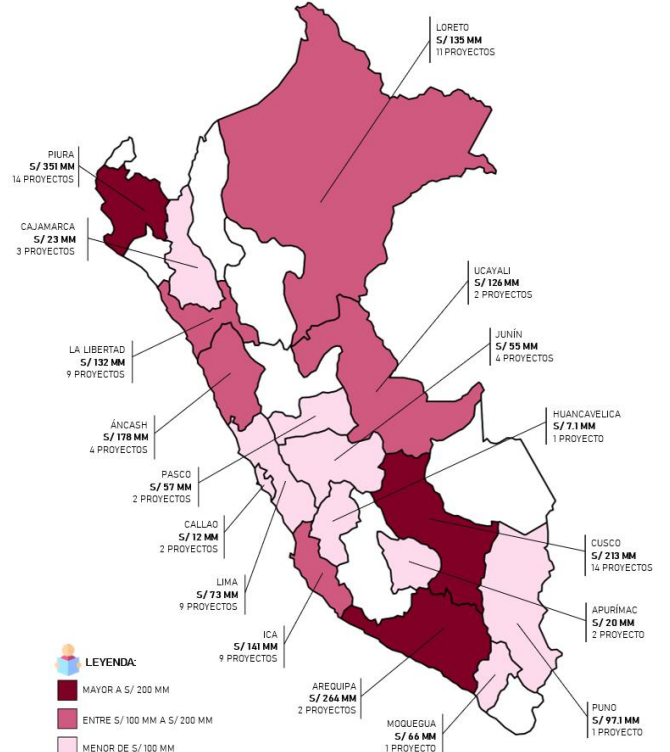 LORETO
S/ 135 MM
11 PROYECTOS
PIURA
S/ 351 MM
14 PROYECTOS
CAJAMARCA
S/ 23 MM
3 PROYECTOS
UCAYALI
S/ 126 MM
2 PROYECTOS
JUNÍN
S/ 55 MM
4 PROYECTOS
LA LIBERTAD
S/ 132 MM
9 PROYECTOS
HUANCAVELICA
S/ 7.1 MM
1 PROYECTO
ÁNCASH
S/ 178 MM
4 PROYECTOS
PASCO
S/ 57 MM
2 PROYECTOS
CALLAO
S/ 12 MM
2 PROYECTOS
CUSCO
S/ 213 MM
14 PROYECTOS
LIMA
S/ 73 MM
9 PROYECTOS
APURÍMAC
S/ 20 MM
2 PROYECTO
ICA
S/ 141 MM
9 PROYECTOS
AREQUIPA
S/ 264 MM
2 PROYECTOS
PUNO
S/ 97.1 MM
1 PROYECTO
MOQUEGUA
S/ 66 MM
1 PROYECTO
LEYENDA:
MAYOR A S/ 200 MM
ENTRE S/ 100 MM A S/ 200 MM
MENOR DE S/ 100 MM